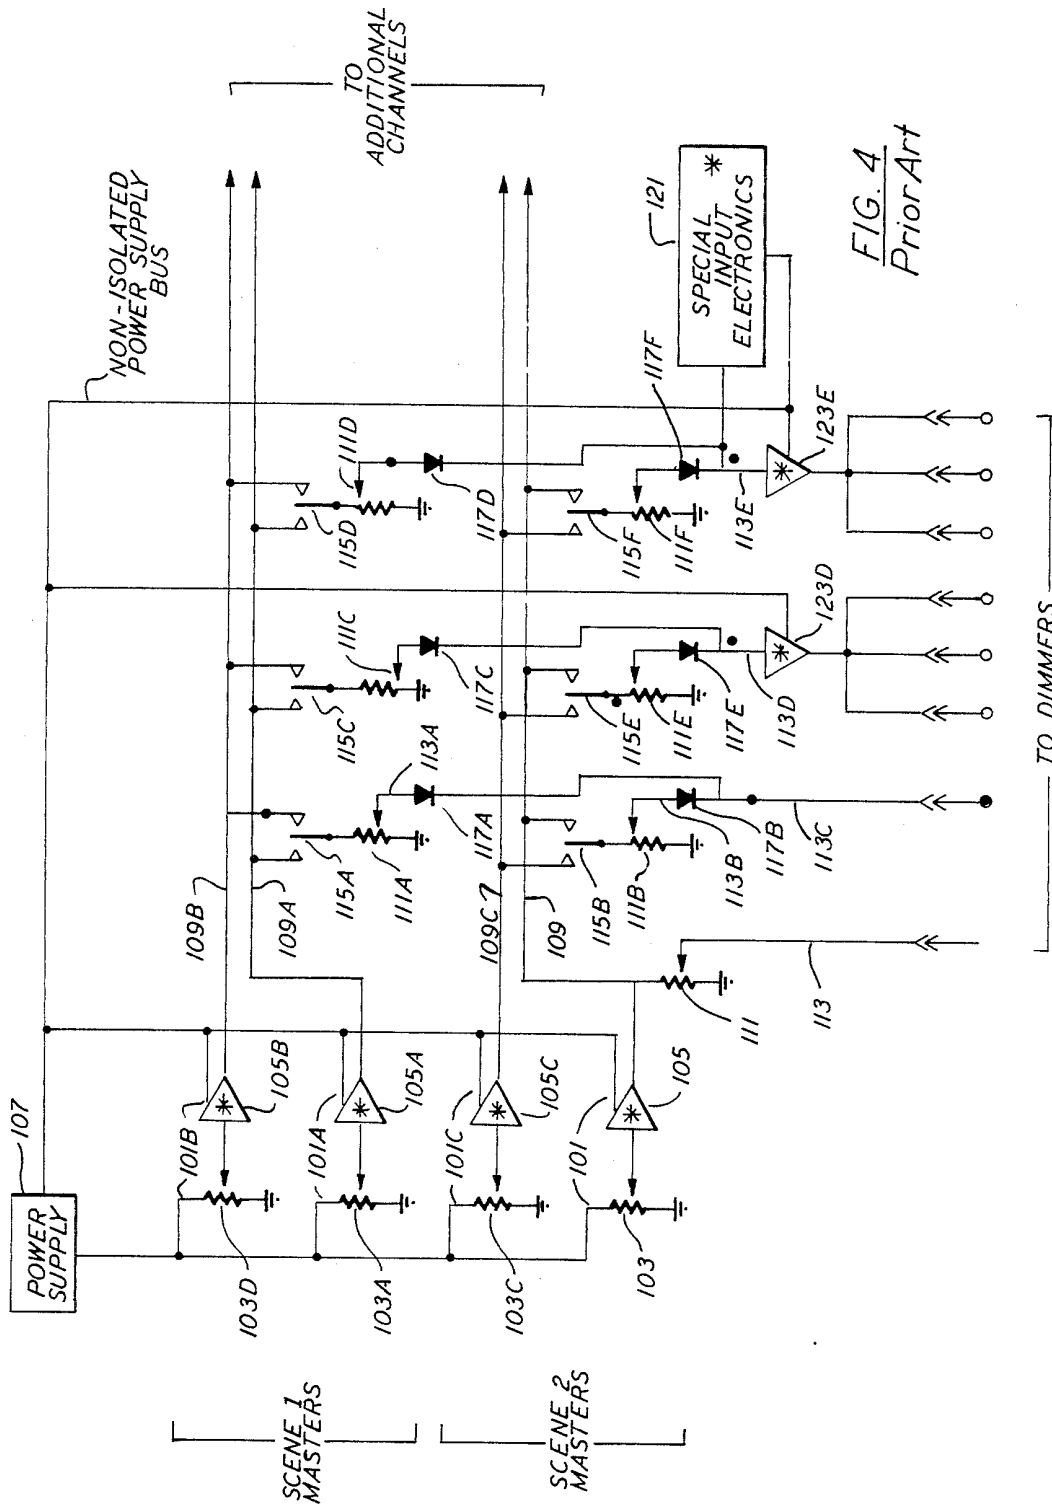 POWER
SUPPLY
107
NON-ISOLATED
POWER SUPPLY
BUS
TO
ADDITIONAL
CHANNELS
SCENE 1
MASTERS
SCENE 2
MASTERS
103D
101B
105B
109B
103A
101A
105A
109A
103C
101C
105C
109C
103
101
105
109
115A
111A
113A
117A
115C
111C
117C
115D
111D
117D
115B
111B
113B
117B
113C
115E
111E
117E
113D
123D
115F
111F
117F
113E
123E
111
113
SPECIAL
INPUT
ELECTRONICS
121
TO DIMMERS
FIG. 4
Prior Art